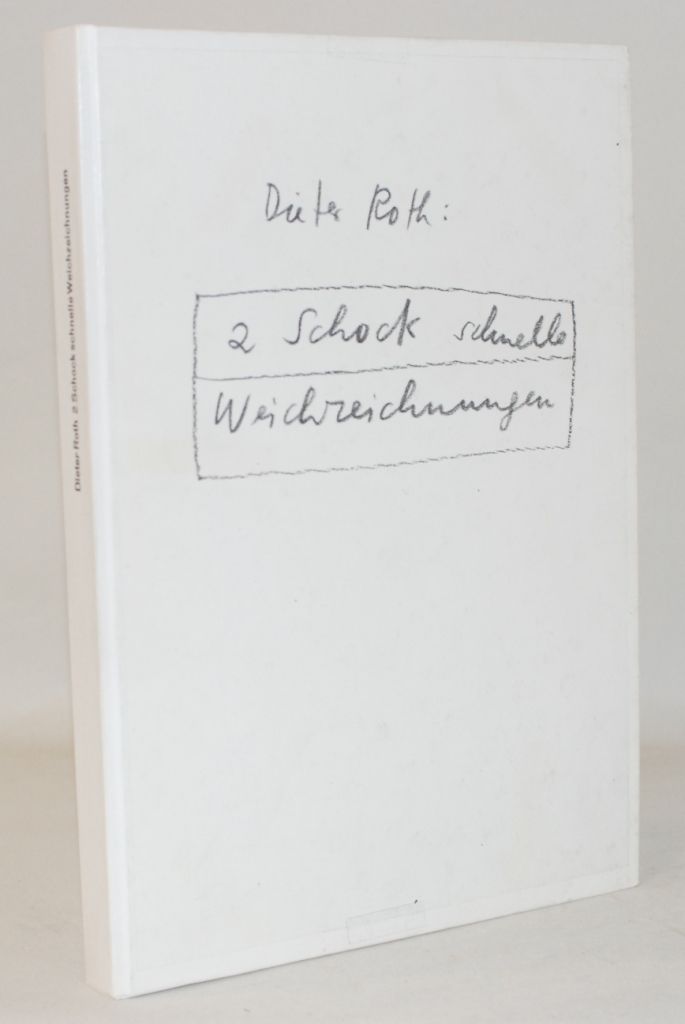 Dieter Roth:
2 Schock schnelle
Weichzeichnungen
Dieter Roth 2 Schock schnelle Weichzeichnungen